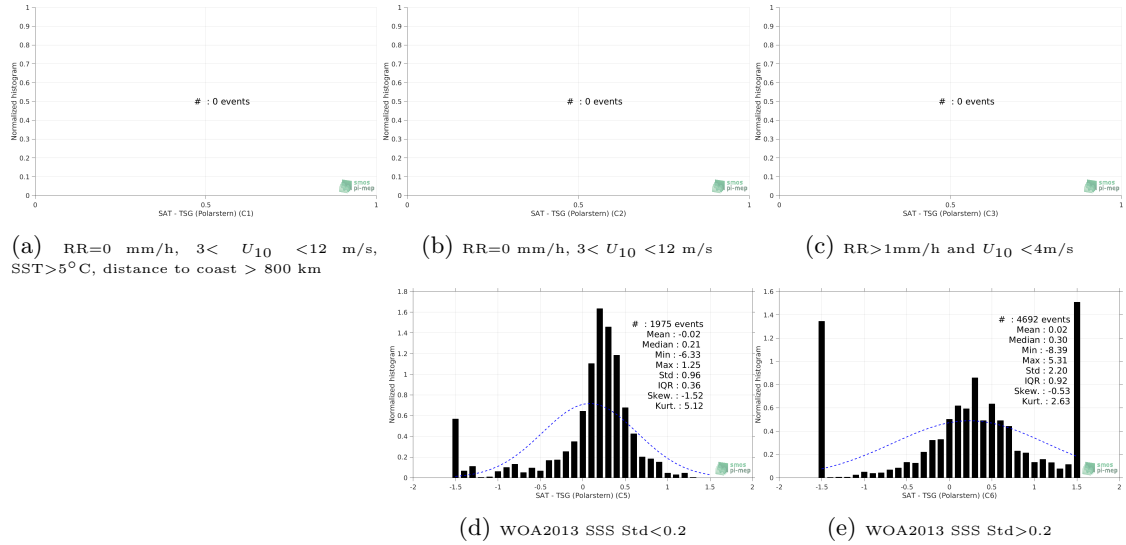 1
0.9
0.8
0.7
0.6
0.5
0.4
0.3
0.2
0.1
0
Normalized histogram
# : 0 events
smos
pi-mep
0 0.5 1
SAT - TSG (Polarstern) (C1)
1
0.9
0.8
0.7
0.6
0.5
0.4
0.3
0.2
0.1
0
Normalized histogram
# : 0 events
smos
pi-mep
0 0.5 1
SAT - TSG (Polarstern) (C2)
1
0.9
0.8
0.7
0.6
0.5
0.4
0.3
0.2
0.1
0
Normalized histogram
# : 0 events
smos
pi-mep
0 0.5 1
SAT - TSG (Polarstern) (C3)
(a) RR=0 mm/h, 3< U10 <12 m/s,
SST>5°C, distance to coast > 800 km
(b) RR=0 mm/h, 3< U10 <12 m/s
(c) RR>1mm/h and U10 <4m/s
1.8
1.6
1.4
1.2
1
0.8
0.6
0.4
0.2
0
Normalized histogram
# : 1975 events
Mean : -0.02
Median : 0.21
Min : -6.33
Max : 1.25
Std : 0.96
IQR : 0.36
Skew. : -1.52
Kurt. : 5.12
smos
pi-mep
-2 -1.5 -1 -0.5 0 0.5 1 1.5 2
SAT - TSG (Polarstern) (C5)
1.6
1.4
1.2
1
0.8
0.6
0.4
0.2
0
Normalized histogram
# : 4692 events
Mean : 0.02
Median : 0.30
Min : -8.39
Max : 5.31
Std : 2.20
IQR : 0.92
Skew. : -0.53
Kurt. : 2.63
smos
pi-mep
-2 -1.5 -1 -0.5 0 0.5 1 1.5 2
SAT - TSG (Polarstern) (C6)
(d) WOA2013 SSS Std<0.2
(e) WOA2013 SSS Std>0.2